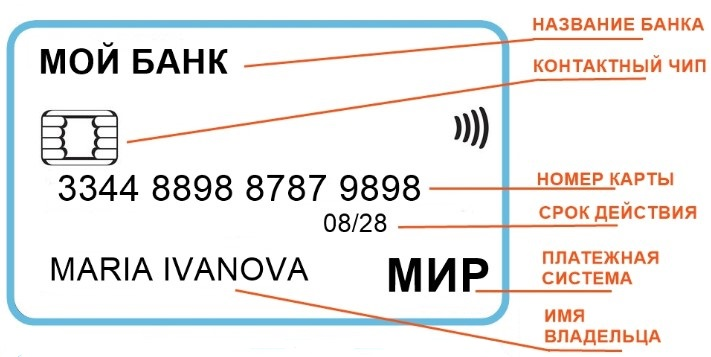 МОЙ БАНК
НАЗВАНИЕ БАНКА
КОНТАКТНЫЙ ЧИП
3344 8898 8787 9898
НОМЕР КАРТЫ
08/28
СРОК ДЕЙСТВИЯ
MARIA IVANOVA
МИР
ПЛАТЕЖНАЯ
СИСТЕМА
ИМЯ
ВЛАДЕЛЬЦА